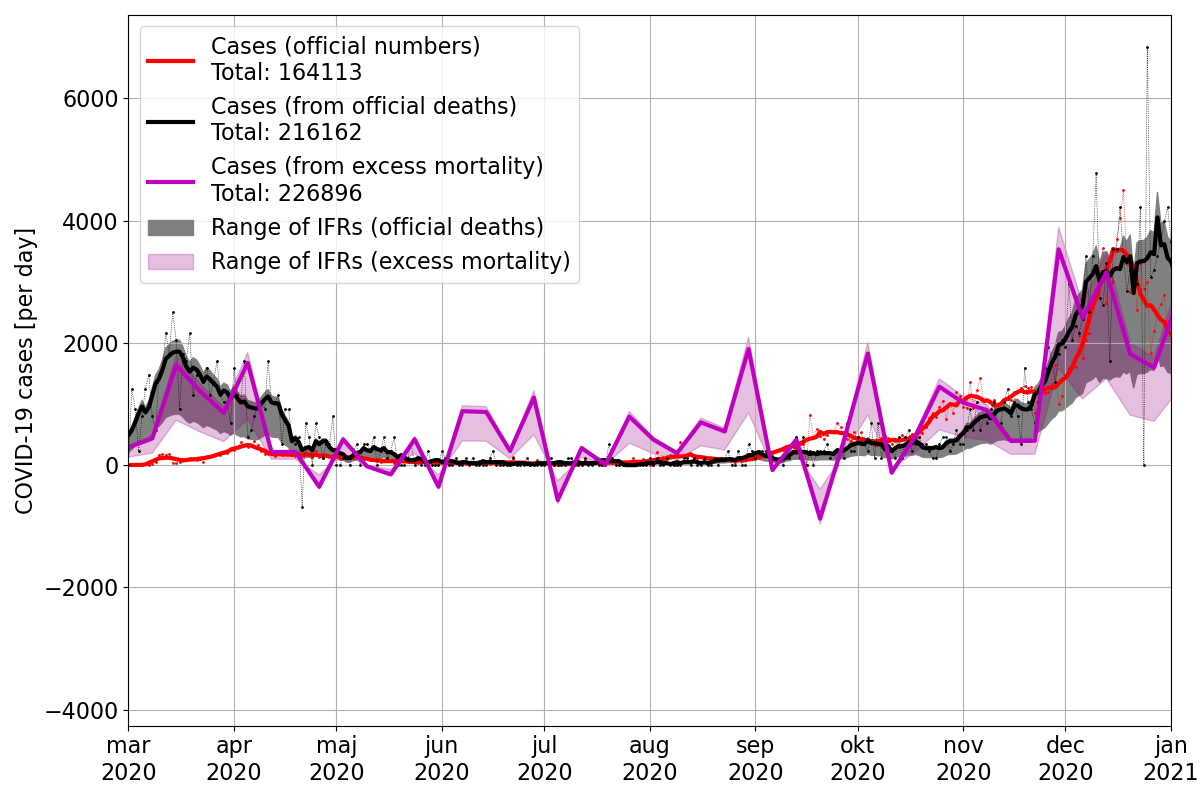 Cases (official numbers)
Total: 164113
Cases (from official deaths)
Total: 216162
Cases (from excess mortality)
Total: 226896
Range of IFRs (official deaths)
Range of IFRs (excess mortality)
COVID-19 cases [per day]
6000
4000
2000
0
−2000
−4000
mar apr maj jun jul aug sep okt nov dec jan
2020 2020 2020 2020 2020 2020 2020 2020 2020 2020 2021